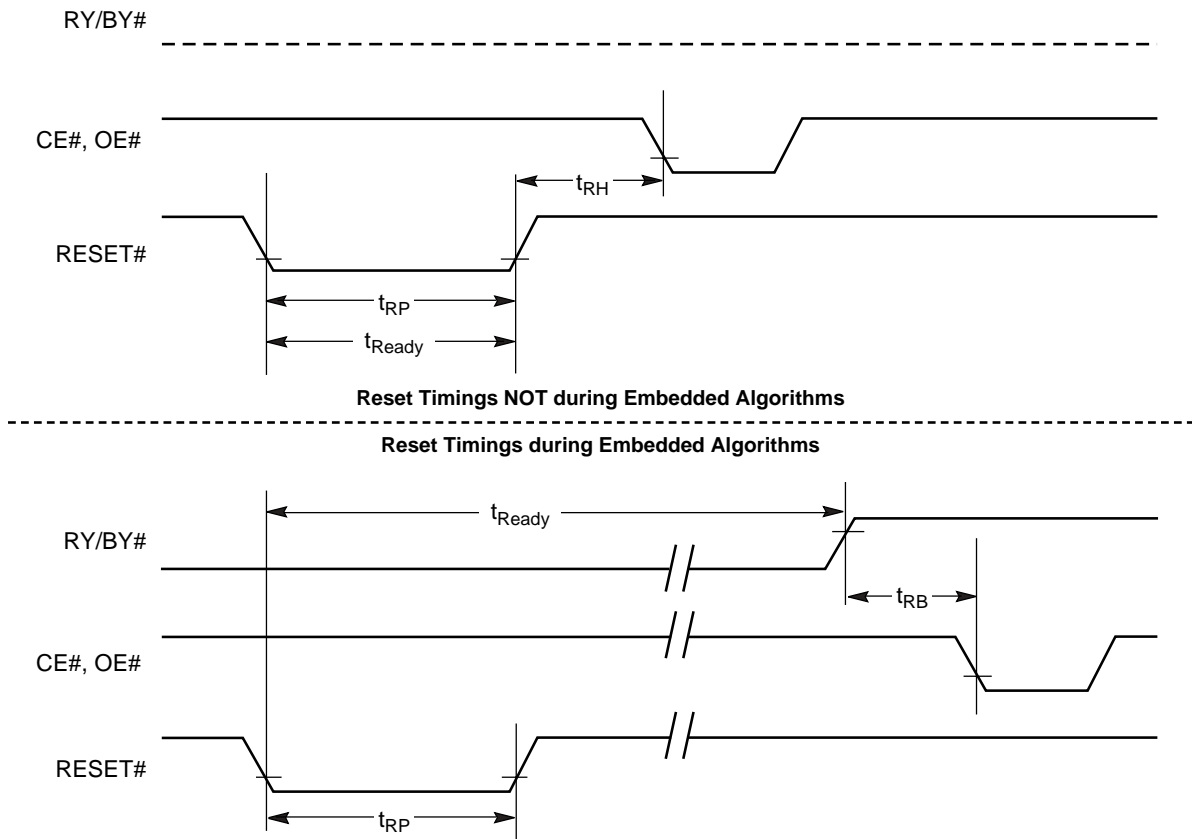 RY/BY#
CE#, OE#
tRH
RESET#
tRP
tReady
Reset Timings NOT during Embedded Algorithms
Reset Timings during Embedded Algorithms
tReady
RY/BY#
tRB
CE#, OE#
RESET#
tRP